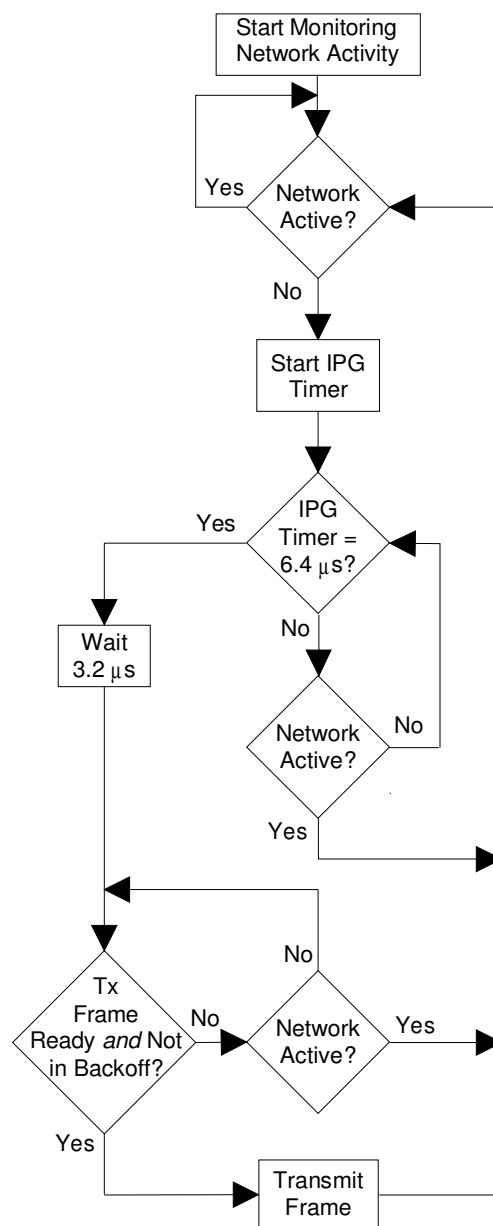 Start Monitoring
Network Activity
Yes
Network
Active?
No
Start IPG
Timer
Yes
IPG
Timer =
6.4 μs?
No
Wait
3.2 μs
Network
Active?
No
Yes
No
Tx
Frame
Ready and Not
in Backoff?
No
Network
Active?
Yes
Yes
Transmit
Frame